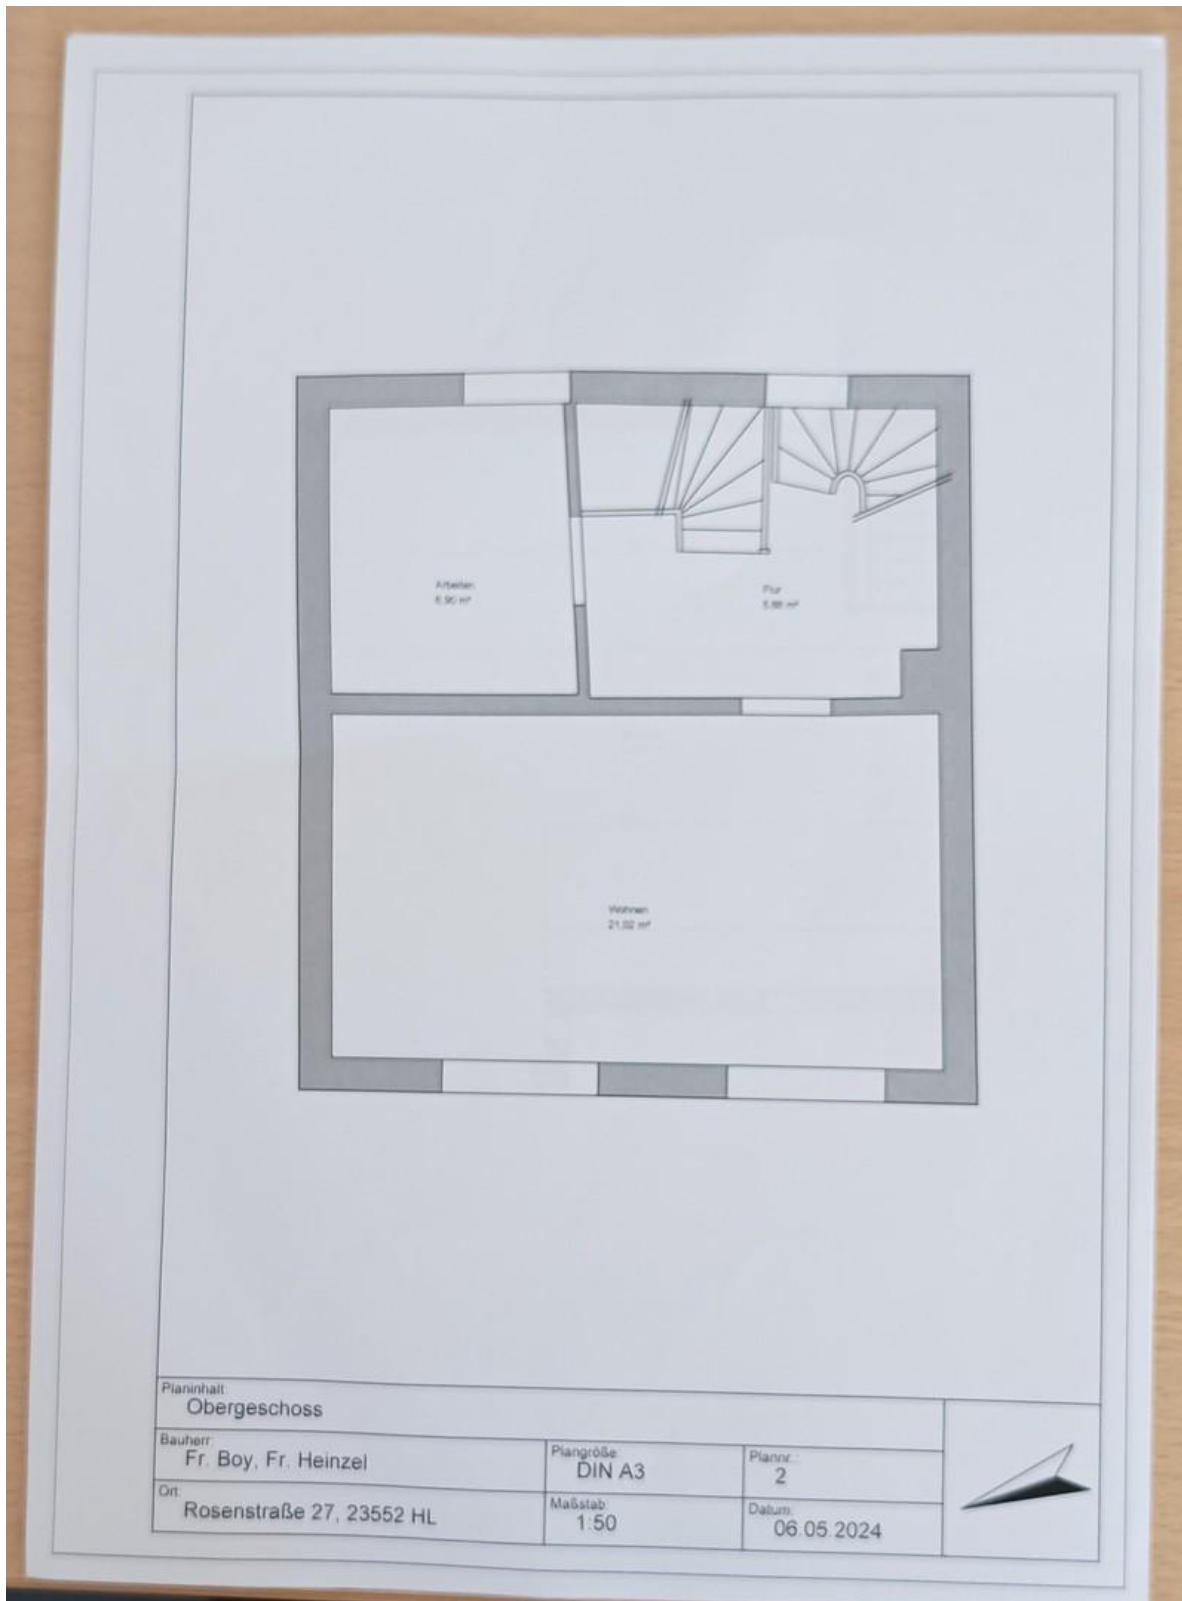 Arbeiten
Flur
Wohnen
21,02 m²
Planinhalt:
Obergeschoss
Bauherr:
Fr. Boy, Fr. Heinzel
Plangröße:
DIN A3
Plannr.:
2
Ort:
Rosenstraße 27, 23552 HL
Maßstab:
1:50
Datum:
06.05.2024